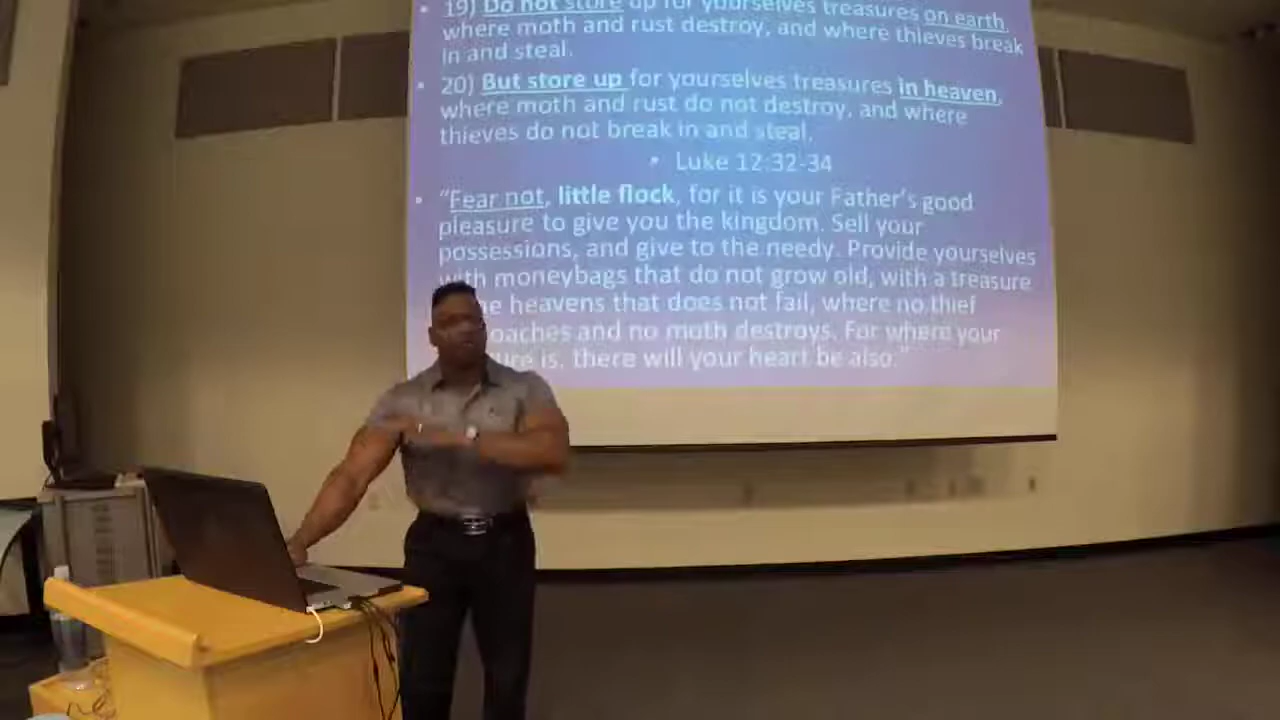 • 19) Do not store up for yourselves treasures on earth,
where moth and rust destroy, and where thieves break
in and steal.
• 20) But store up for yourselves treasures in heaven,
where moth and rust do not destroy, and where
thieves do not break in and steal,
• Luke 12:32-34
• “Fear not, little flock, for it is your Father’s good
pleasure to give you the kingdom. Sell your
possessions, and give to the needy. Provide yourselves
with moneybags that do not grow old, with a treasure
heavens that does not fail, where no thief
and no moth destroys. For where your
is, there will your heart be also.”